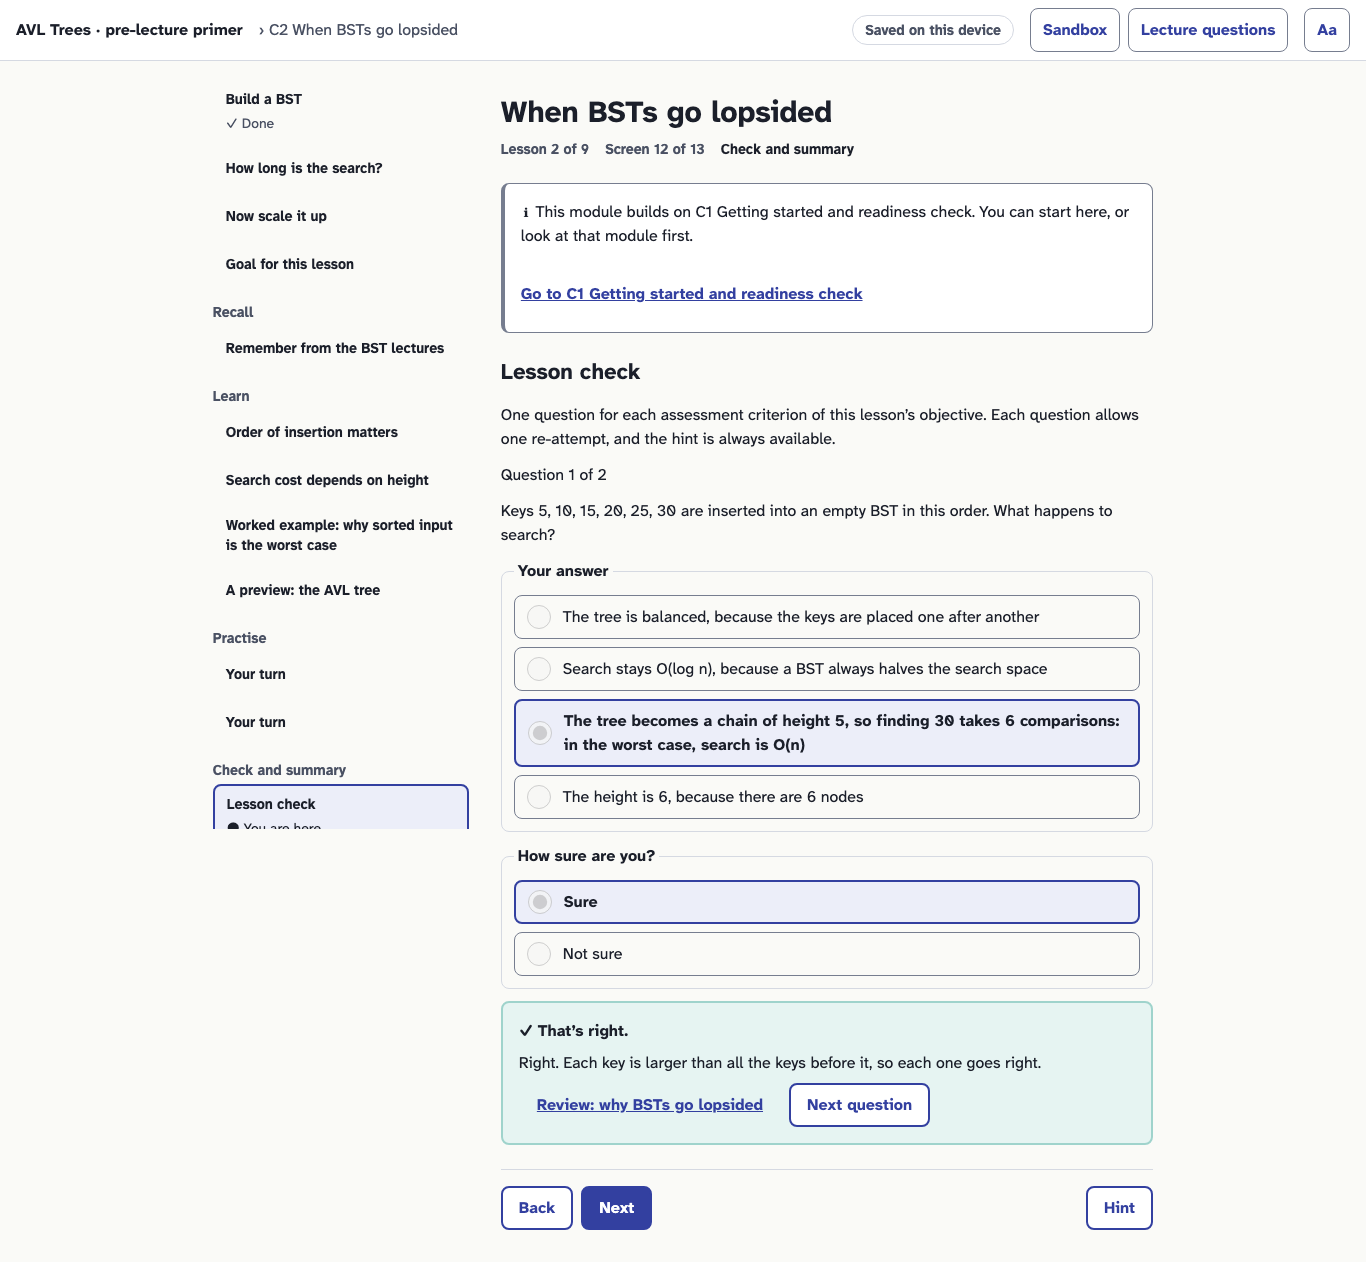 AVL Trees · pre-lecture primer
› C2 When BSTs go lopsided
Saved on this device
Sandbox
Lecture questions
Aa
Build a BST
✓ Done
How long is the search?
Now scale it up
Goal for this lesson
Recall
Remember from the BST lectures
Learn
Order of insertion matters
Search cost depends on height
Worked example: why sorted input
is the worst case
A preview: the AVL tree
Practise
Your turn
Your turn
Check and summary
Lesson check
You are here
When BSTs go lopsided
Lesson 2 of 9 Screen 12 of 13 Check and summary
i This module builds on C1 Getting started and readiness check. You can start here, or
look at that module first.
Go to C1 Getting started and readiness check
Lesson check
One question for each assessment criterion of this lesson’s objective. Each question allows
one re-attempt, and the hint is always available.
Question 1 of 2
Keys 5, 10, 15, 20, 25, 30 are inserted into an empty BST in this order. What happens to
search?
Your answer
The tree is balanced, because the keys are placed one after another
Search stays O(log n), because a BST always halves the search space
The tree becomes a chain of height 5, so finding 30 takes 6 comparisons:
in the worst case, search is O(n)
The height is 6, because there are 6 nodes
How sure are you?
Sure
Not sure
✓ That’s right.
Right. Each key is larger than all the keys before it, so each one goes right.
Review: why BSTs go lopsided
Next question
Back
Next
Hint